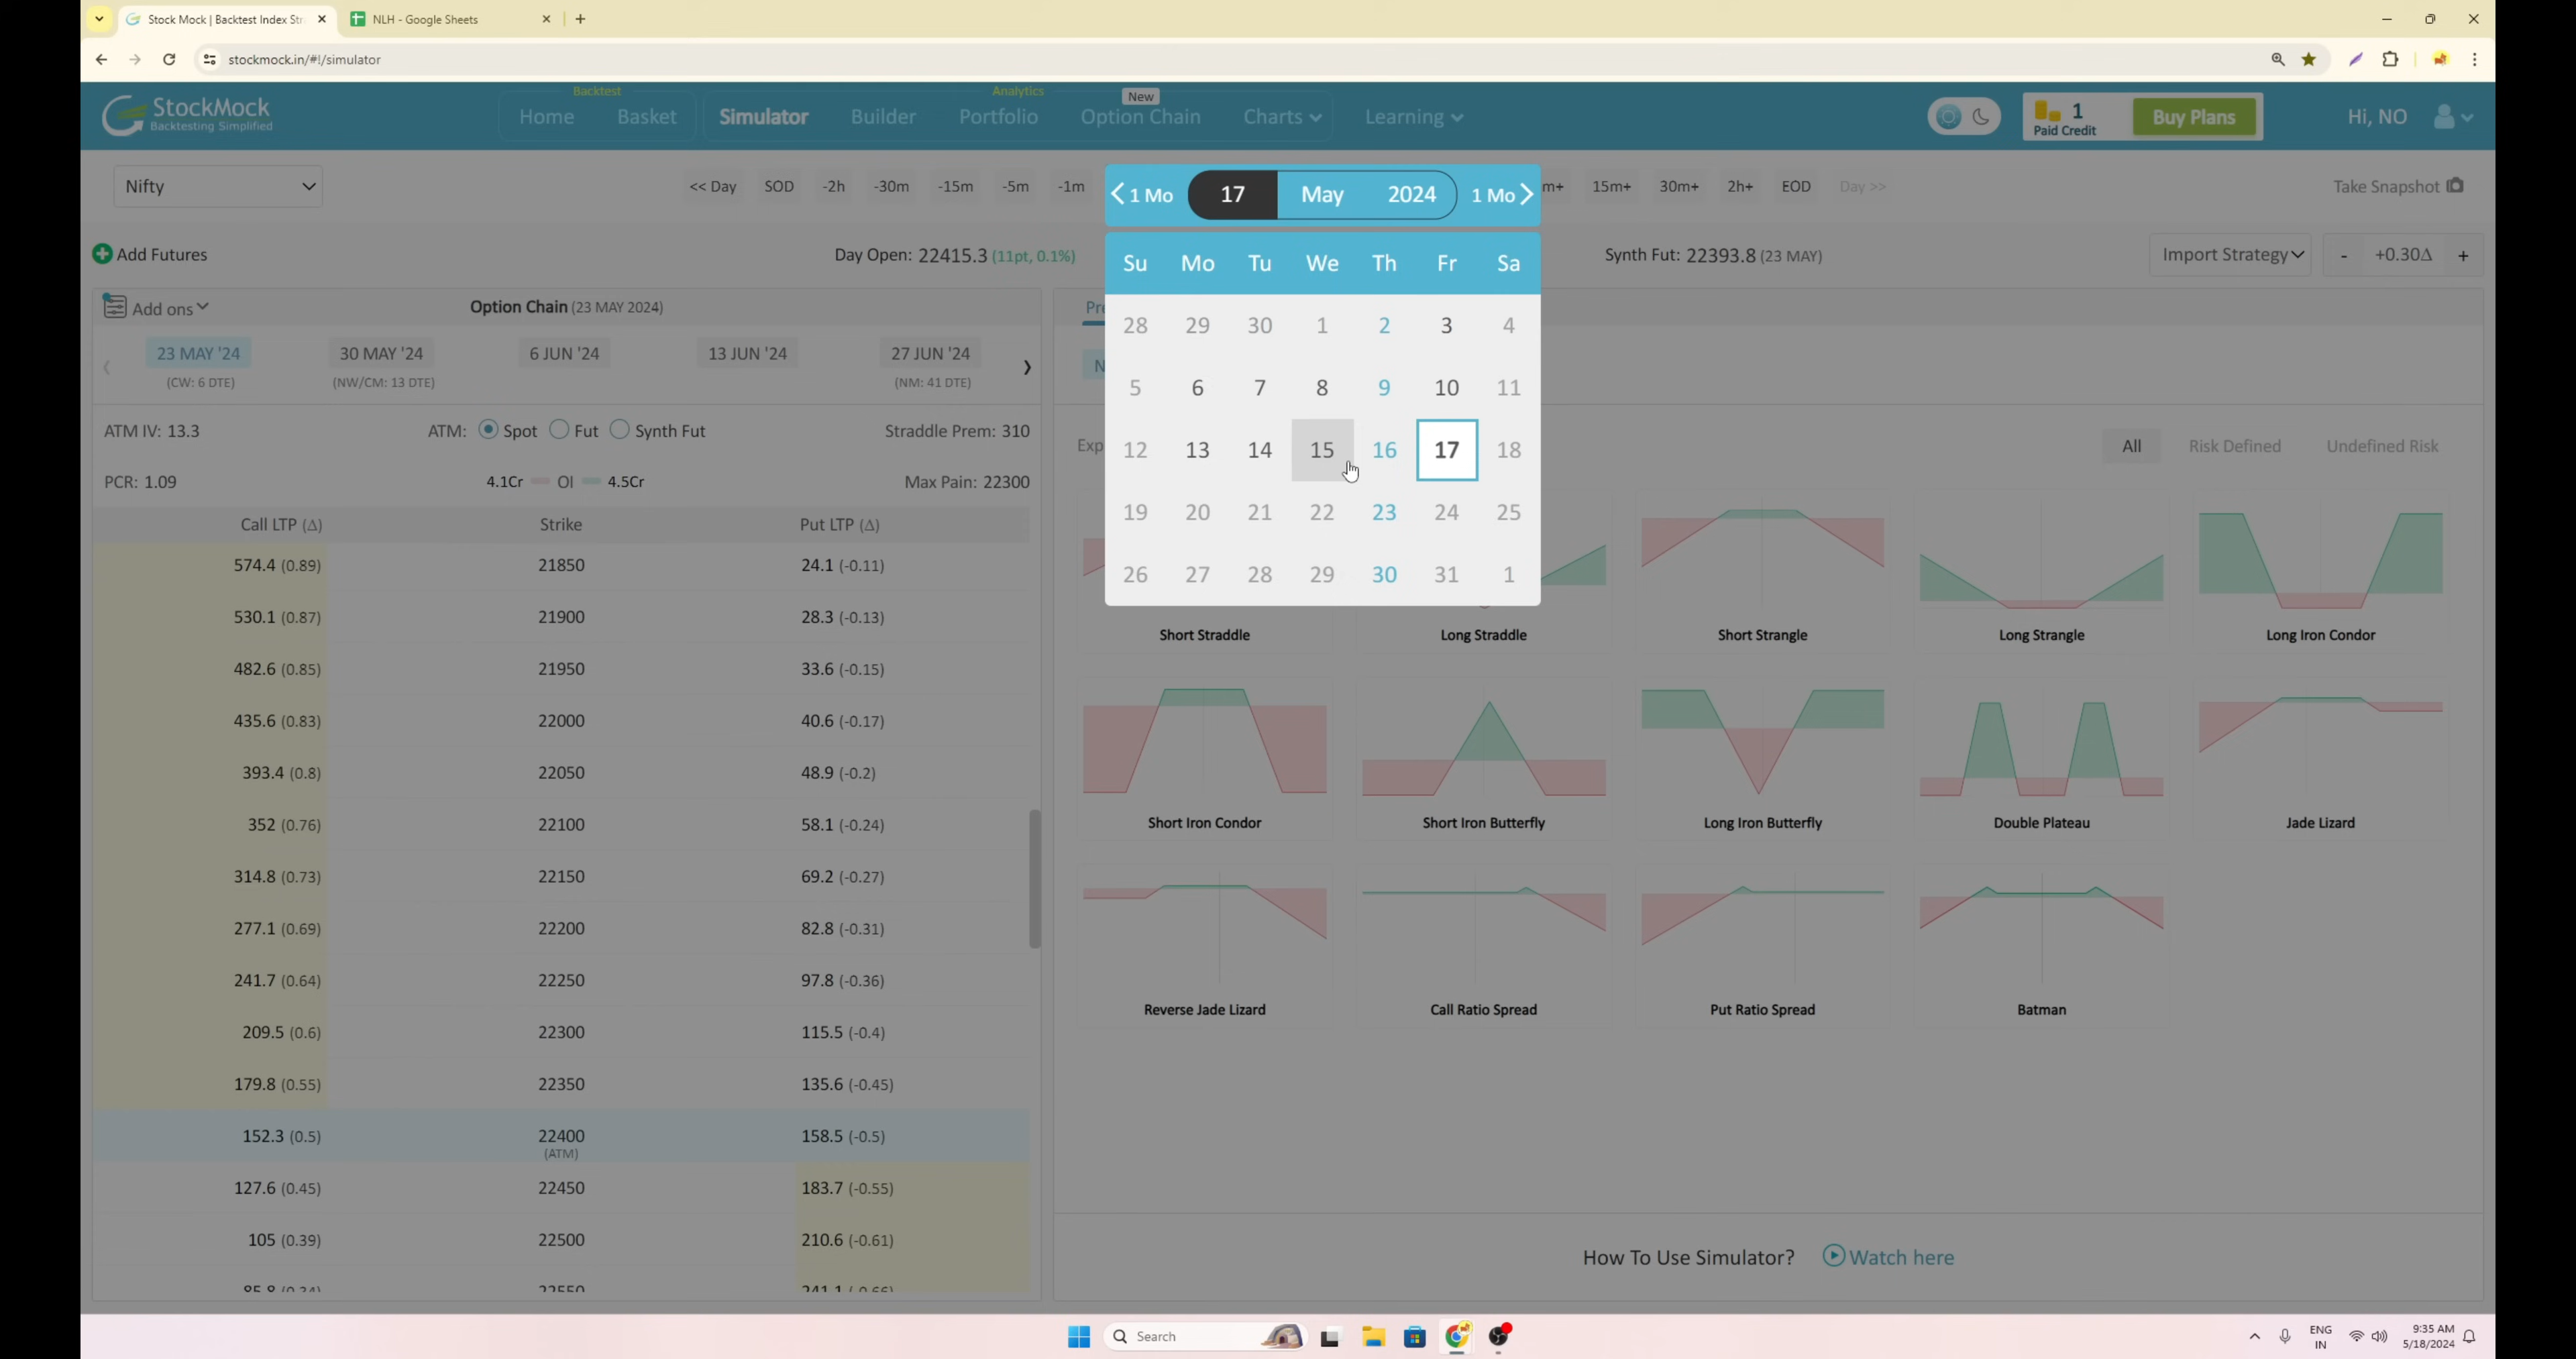 Stock Mock | Backtest Index Str
NLH - Google Sheets
stockmock.in/#!/simulator
StockMock
Backtesting Simplified
Backtest
Home
Basket
Simulator
Builder
Analytics
Portfolio
New
Option Chain
Charts
Learning
1
Paid Credit
Buy Plans
Hi, NO
Nifty
<< Day SOD -2h -30m -15m -5m -1m
m+ 15m+ 30m+ 2h+ EOD Day >>
Take Snapshot
1 Mo 17 May 2024 1 Mo
Su Mo Tu We Th Fr Sa
28 29 30 1 2 3 4
5 6 7 8 9 10 11
12 13 14 15 16 17 18
19 20 21 22 23 24 25
26 27 28 29 30 31 1
Add Futures
Day Open: 22415.3 (11pt, 0.1%)
Synth Fut: 22393.8 (23 MAY)
Import Strategy
- +0.30Δ +
Add ons
Option Chain (23 MAY 2024)
23 MAY '24 30 MAY '24 6 JUN '24 13 JUN '24 27 JUN '24
(CW: 6 DTE) (NW/CM: 13 DTE) (NM: 41 DTE)
ATM IV: 13.3 ATM: Spot Fut Synth Fut Straddle Prem: 310
PCR: 1.09 4.1Cr OI 4.5Cr Max Pain: 22300
Call LTP (Δ) Strike Put LTP (Δ)
574.4 (0.89) 21850 24.1 (-0.11)
530.1 (0.87) 21900 28.3 (-0.13)
482.6 (0.85) 21950 33.6 (-0.15)
435.6 (0.83) 22000 40.6 (-0.17)
393.4 (0.8) 22050 48.9 (-0.2)
352 (0.76) 22100 58.1 (-0.24)
314.8 (0.73) 22150 69.2 (-0.27)
277.1 (0.69) 22200 82.8 (-0.31)
241.7 (0.64) 22250 97.8 (-0.36)
209.5 (0.6) 22300 115.5 (-0.4)
179.8 (0.55) 22350 135.6 (-0.45)
152.3 (0.5) 22400 158.5 (-0.5)
(ATM)
127.6 (0.45) 22450 183.7 (-0.55)
105 (0.39) 22500 210.6 (-0.61)
85.8 (0.34) 22550 241.1 (-0.66)
Pre
N
Exp
All Risk Defined Undefined Risk
Short Straddle Long Straddle Short Strangle Long Strangle Long Iron Condor
Short Iron Condor Short Iron Butterfly Long Iron Butterfly Double Plateau Jade Lizard
Reverse Jade Lizard Call Ratio Spread Put Ratio Spread Batman
How To Use Simulator? Watch here
Search
ENG
IN
9:35 AM
5/18/2024